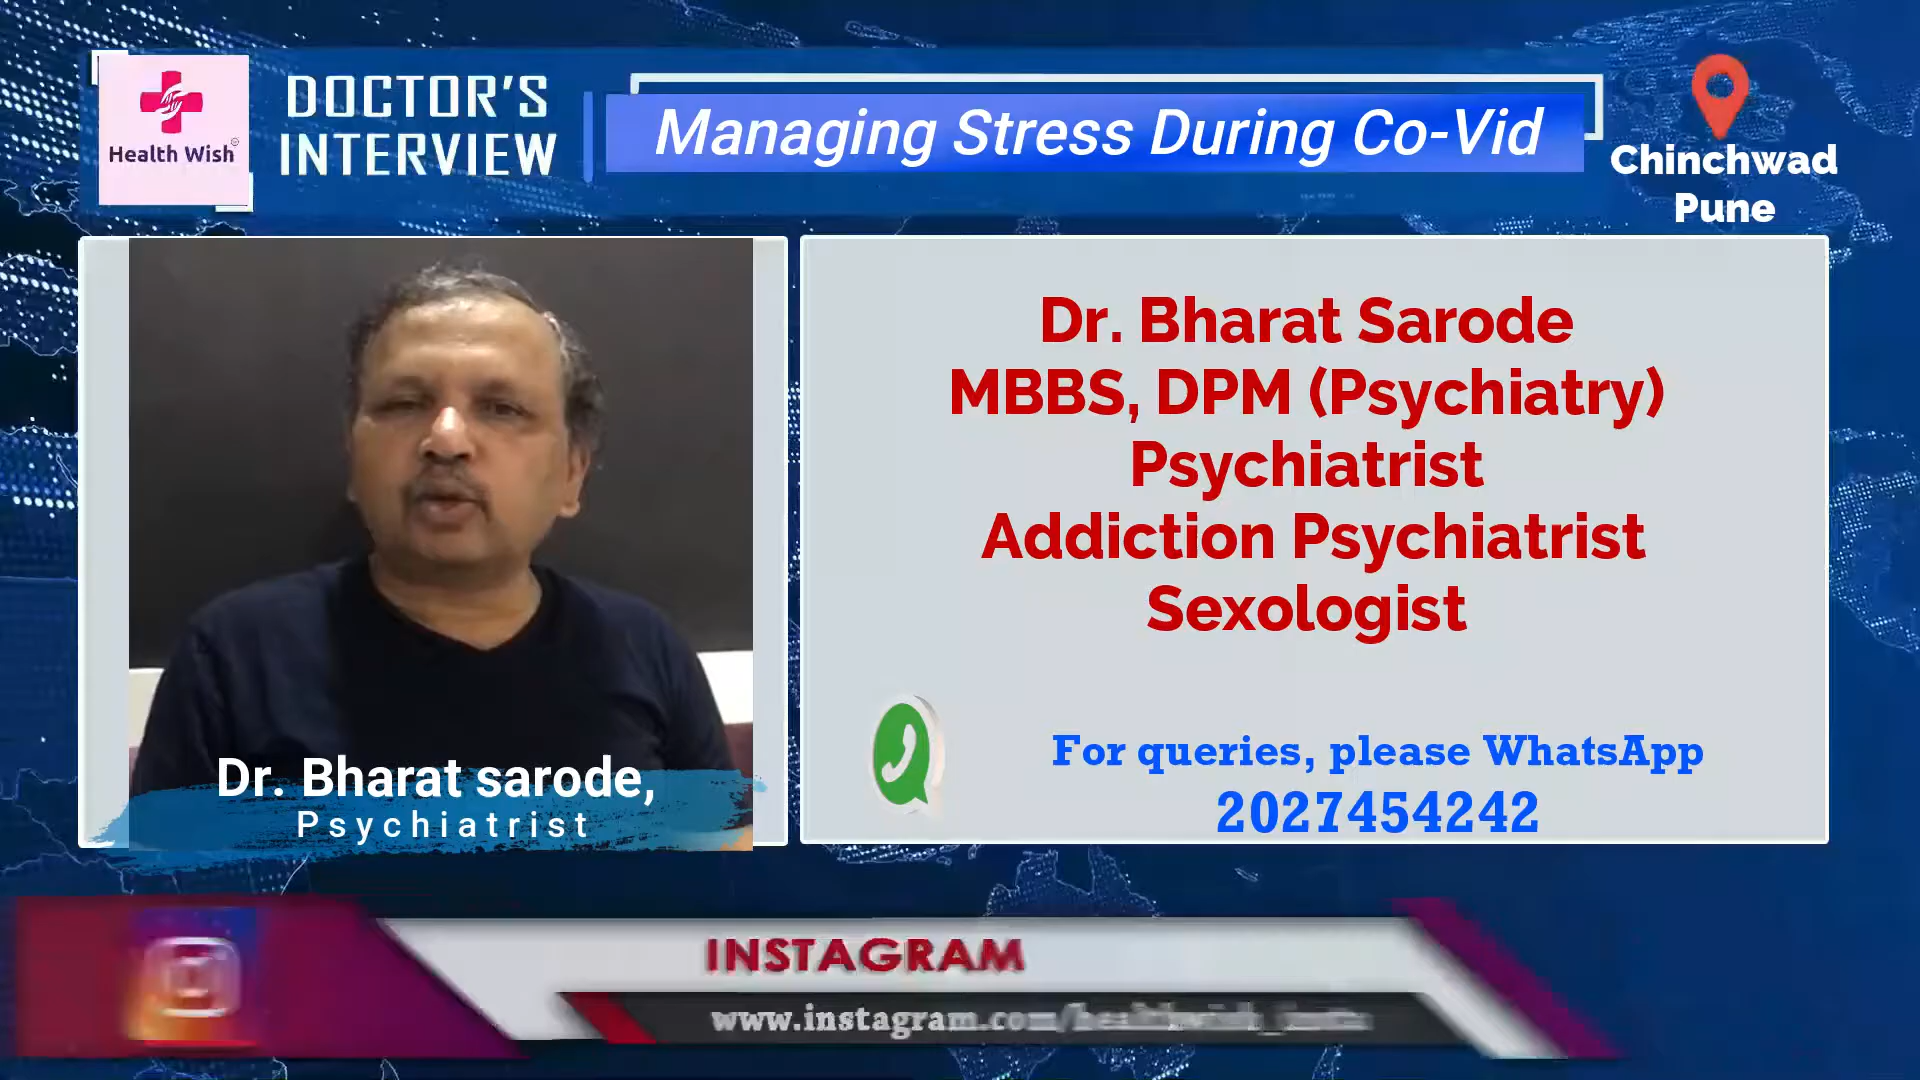 Health Wish
DOCTOR'S
INTERVIEW
Managing Stress During Co-Vid
Chinchwad
Pune
Dr. Bharat Sarode
MBBS, DPM (Psychiatry)
Psychiatrist
Addiction Psychiatrist
Sexologist
For queries, please WhatsApp
2027454242
Dr. Bharat sarode,
Psychiatrist
INSTAGRAM
www.instagram.com/